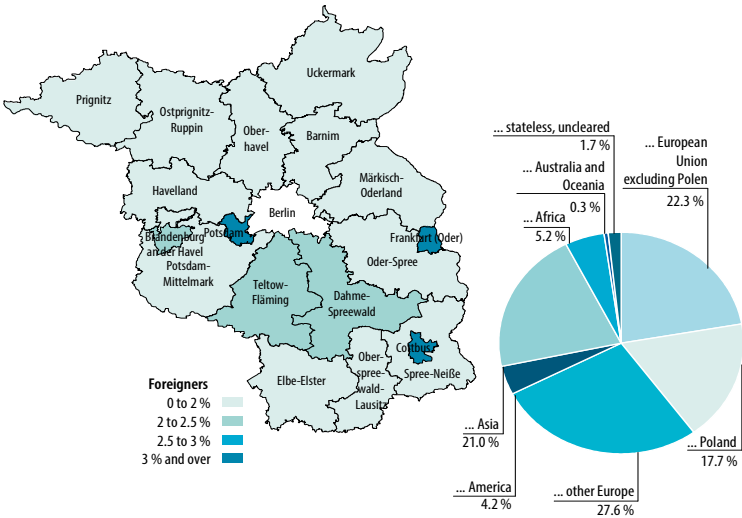 Uckermark
Prignitz
Ostprignitz-
Ruppin
Ober-
havel
Barnim
Havelland
Märkisch-
Oderland
Berlin
Potsdam
Brandenburg
an der Havel
Potsdam-
Mittelmark
Frankfurt (Oder)
Oder-Spree
Teltow-
Fläming
Dahme-
Spreewald
Cottbus
Spree-Neiße
Ober-
spree-
wald-
Lausitz
Elbe-Elster
Foreigners
0 to 2 %
2 to 2.5 %
2.5 to 3 %
3 % and over
... stateless, uncleared
1.7 %
... Australia and
Oceania
0.3 %
... Africa
5.2 %
... European
Union
excluding Polen
22.3 %
... Asia
21.0 %
... America
4.2 %
... other Europe
27.6 %
... Poland
17.7 %